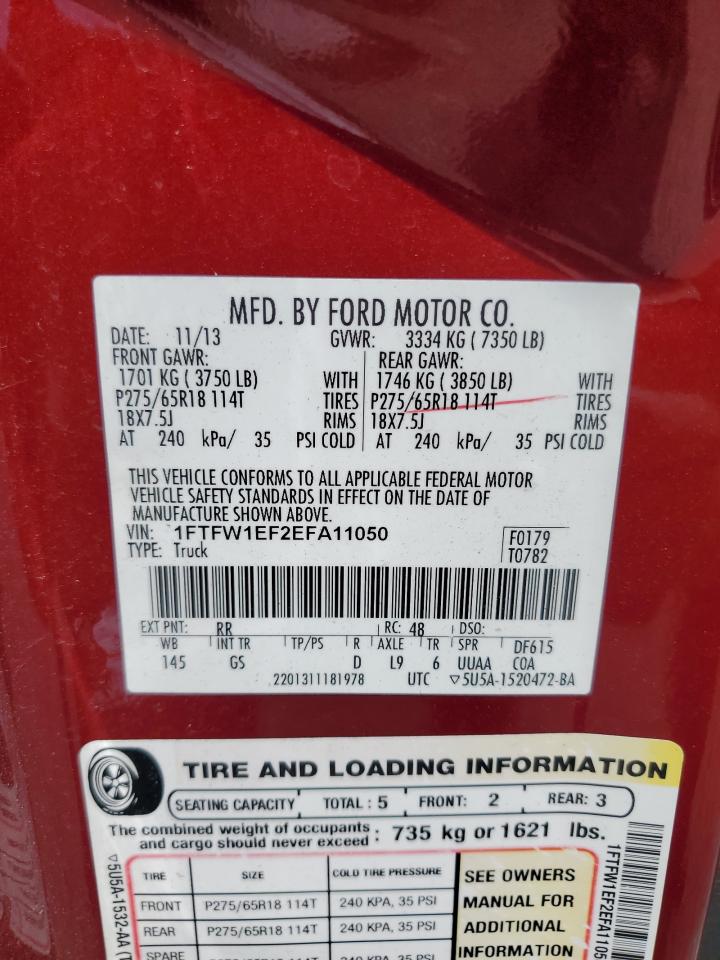 MFD. BY FORD MOTOR CO.
DATE: 11/13 GVWR: 3334 KG ( 7350 LB)
FRONT GAWR: REAR GAWR:
1701 KG ( 3750 LB) WITH 1746 KG ( 3850 LB) WITH
P275/65R18 114T TIRES P275/65R18 114T TIRES
18X7.5J RIMS 18X7.5J RIMS
AT 240 kPa/ 35 PSI COLD AT 240 kPa/ 35 PSI COLD
THIS VEHICLE CONFORMS TO ALL APPLICABLE FEDERAL MOTOR
VEHICLE SAFETY STANDARDS IN EFFECT ON THE DATE OF
MANUFACTURE SHOWN ABOVE.
VIN: 1FTFW1EF2EFA11050 F0179
TYPE: Truck T0782
EXT PNT: RR RC: 48 DSO:
WB INT TR TP/PS R AXLE TR SPR DF615
145 GS D L9 6 UUAA COA
2201311181978 UTC ▽5U5A-1520472-BA
TIRE AND LOADING INFORMATION
SEATING CAPACITY TOTAL : 5 FRONT: 2 REAR: 3
The combined weight of occupants
and cargo should never exceed : 735 kg or 1621 lbs.
TIRE SIZE COLD TIRE PRESSURE
FRONT P275/65R18 114T 240 KPA, 35 PSI
REAR P275/65R18 114T 240 KPA, 35 PSI
SPARE
SEE OWNERS
MANUAL FOR
ADDITIONAL
INFORMATION
▽5U5A-1532-AA
1FTFW1EF2EFA1105